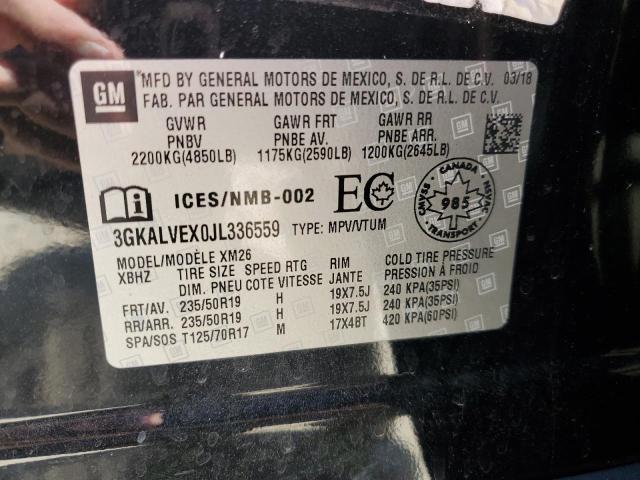 GM
MFD BY GENERAL MOTORS DE MEXICO, S. DE R.L. DE C.V. 03/18
FAB. PAR GENERAL MOTORS DE MEXICO, S. DE R.L. DE C.V.
GVWR GAWR FRT GAWR RR
PNBV PNBE AV. PNBE ARR.
2200KG(4850LB) 1175KG(2590LB) 1200KG(2645LB)
ICES/NMB-002 EC
CANADA
985
TRANSPORT
3GKALVEX0JL336559 TYPE: MPV/VTUM
MODEL/MODÈLE XM26
XBHZ TIRE SIZE SPEED RTG RIM COLD TIRE PRESSURE
DIM. PNEU COTE VITESSE JANTE PRESSION À FROID
FRT/AV. 235/50R19 H 19X7.5J 240 KPA(35PSI)
RR/ARR. 235/50R19 H 19X7.5J 240 KPA(35PSI)
SPA/SOS T125/70R17 M 17X4BT 420 KPA(60PSI)